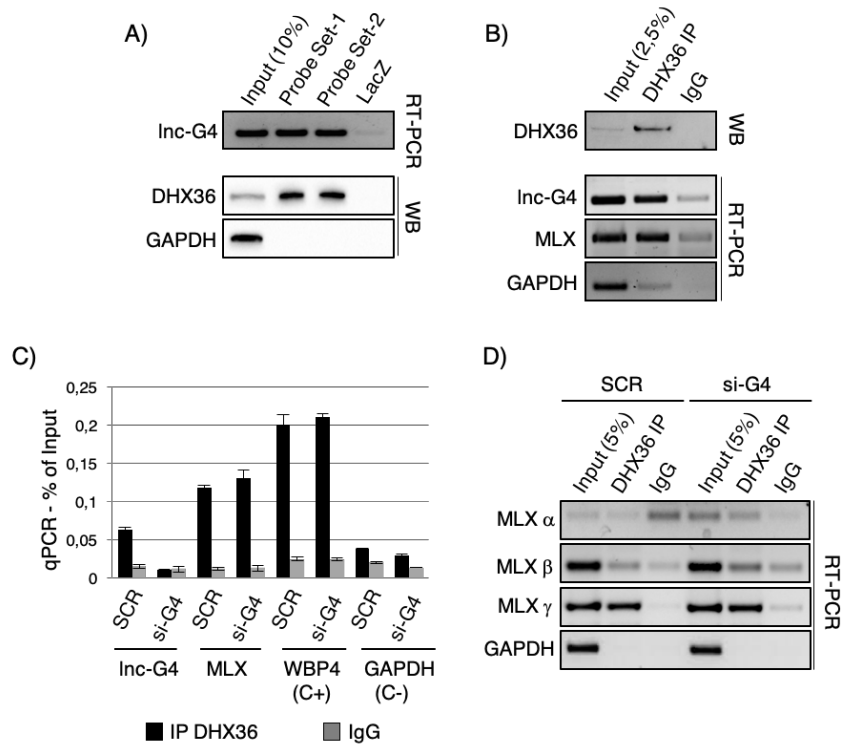 A)
Input (10%)
Probe Set-1
Probe Set-2
LacZ
lnc-G4
RT-PCR
DHX36
GAPDH
WB
B)
Input (2,5%)
DHX36 IP
IgG
DHX36
WB
lnc-G4
MLX
GAPDH
RT-PCR
C)
qPCR - % of Input
0,25
0,2
0,15
0,1
0,05
0
SCR
si-G4
SCR
si-G4
SCR
si-G4
SCR
si-G4
lnc-G4
MLX
WBP4
(C+)
GAPDH
(C-)
IP DHX36
IgG
D)
SCR
si-G4
Input (5%)
DHX36 IP
IgG
Input (5%)
DHX36 IP
IgG
MLX α
MLX β
MLX γ
GAPDH
RT-PCR